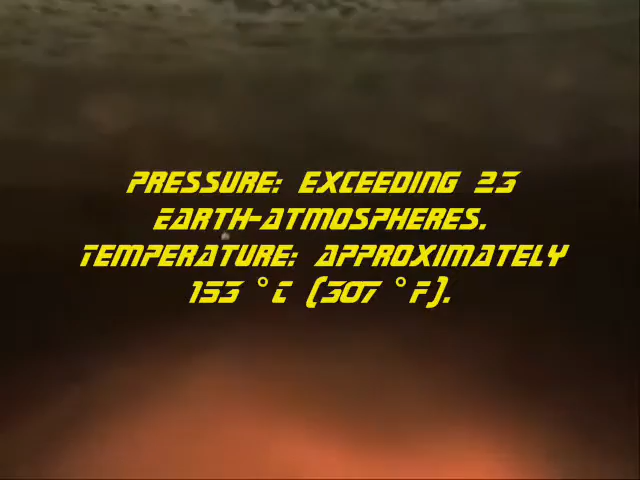 PRESSURE: EXCEEDING 23
EARTH-ATMOSPHERES.
TEMPERATURE: APPROXIMATELY
153 °C (307 °F).